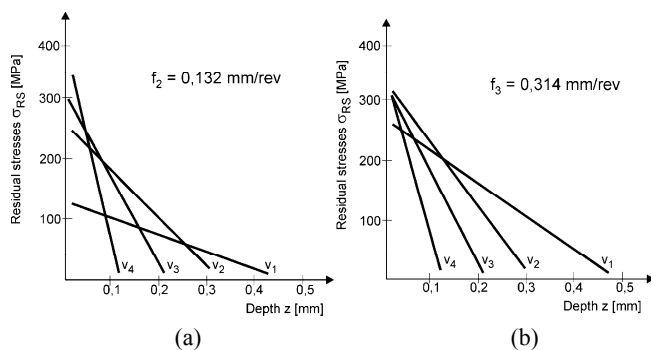 400
300
200
100
Residual stresses σRS [MPa]
f2 = 0,132 mm/rev
v4
v3
v2
v1
0,1
0,2
0,3
0,4
0,5
Depth z [mm]
(a)
400
300
200
100
Residual stresses σRS [MPa]
f3 = 0,314 mm/rev
v4
v3
v2
v1
0,1
0,2
0,3
0,4
0,5
Depth z [mm]
(b)